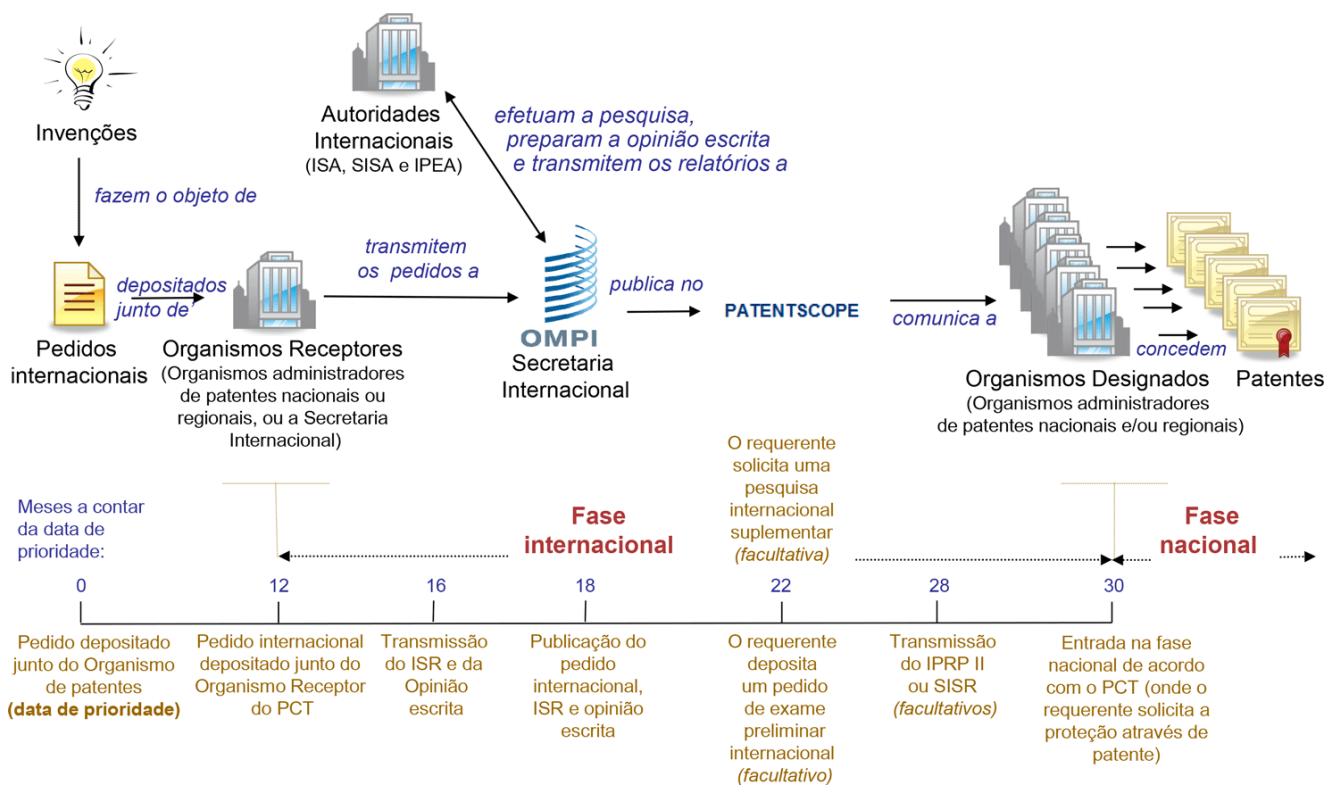 Invenções
fazem o objeto de
Pedidos
internacionais
depositados
junto de’
Organismos Receptores
(Organismos administradores
de patentes nacionais ou
regionais, ou a Secretaria
Internacional)
transmitem
os pedidos a
Autoridades
Internacionais
(ISA, SISA e IPEA)
efetuam a pesquisa,
preparam a opinião escrita
e transmitem os relatórios a
OMPI
Secretaria
Internacional
publica no
PATENTSCOPE
comunica a
Organismos Designados
(Organismos administradores
de patentes nacionais e/ou regionais)
concedem
Patentes
O requerente
solicita uma
pesquisa
internacional
suplementar
(facultativa)
Meses a contar
da data de
prioridade:
Fase
internacional
Fase
nacional
0
12
16
18
22
28
30
Pedido depositado
junto do Organismo
de patentes
(data de prioridade)
Pedido internacional
depositado junto do
Organismo Receptor
do PCT
Transmissão
do ISR e da
Opinião
escrita
Publicação do
pedido
internacional,
ISR e opinião
escrita
O requerente
deposita
um pedido
de exame
preliminar
internacional
(facultativo)
Transmissão
do IPRP II
ou SISR
(facultativos)
Entrada na fase
nacional de acordo
com o PCT (onde o
requerente solicita a
proteção através de
patente)